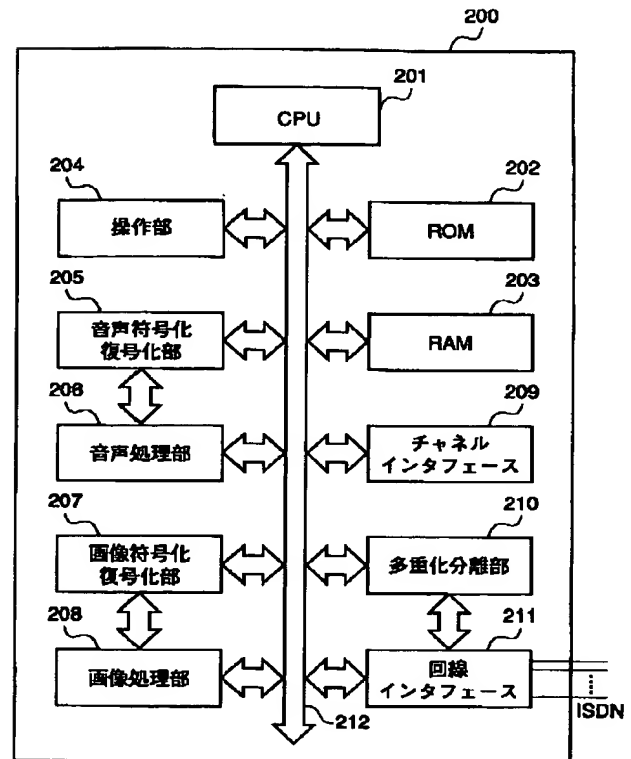 200
201
CPU
204
操作部
202
ROM
205
音声符号化
復号化部
203
RAM
206
音声処理部
209
チャネル
インタフェース
207
画像符号化
復号化部
210
多重化分離部
208
画像処理部
211
回線
インタフェース
212
ISDN